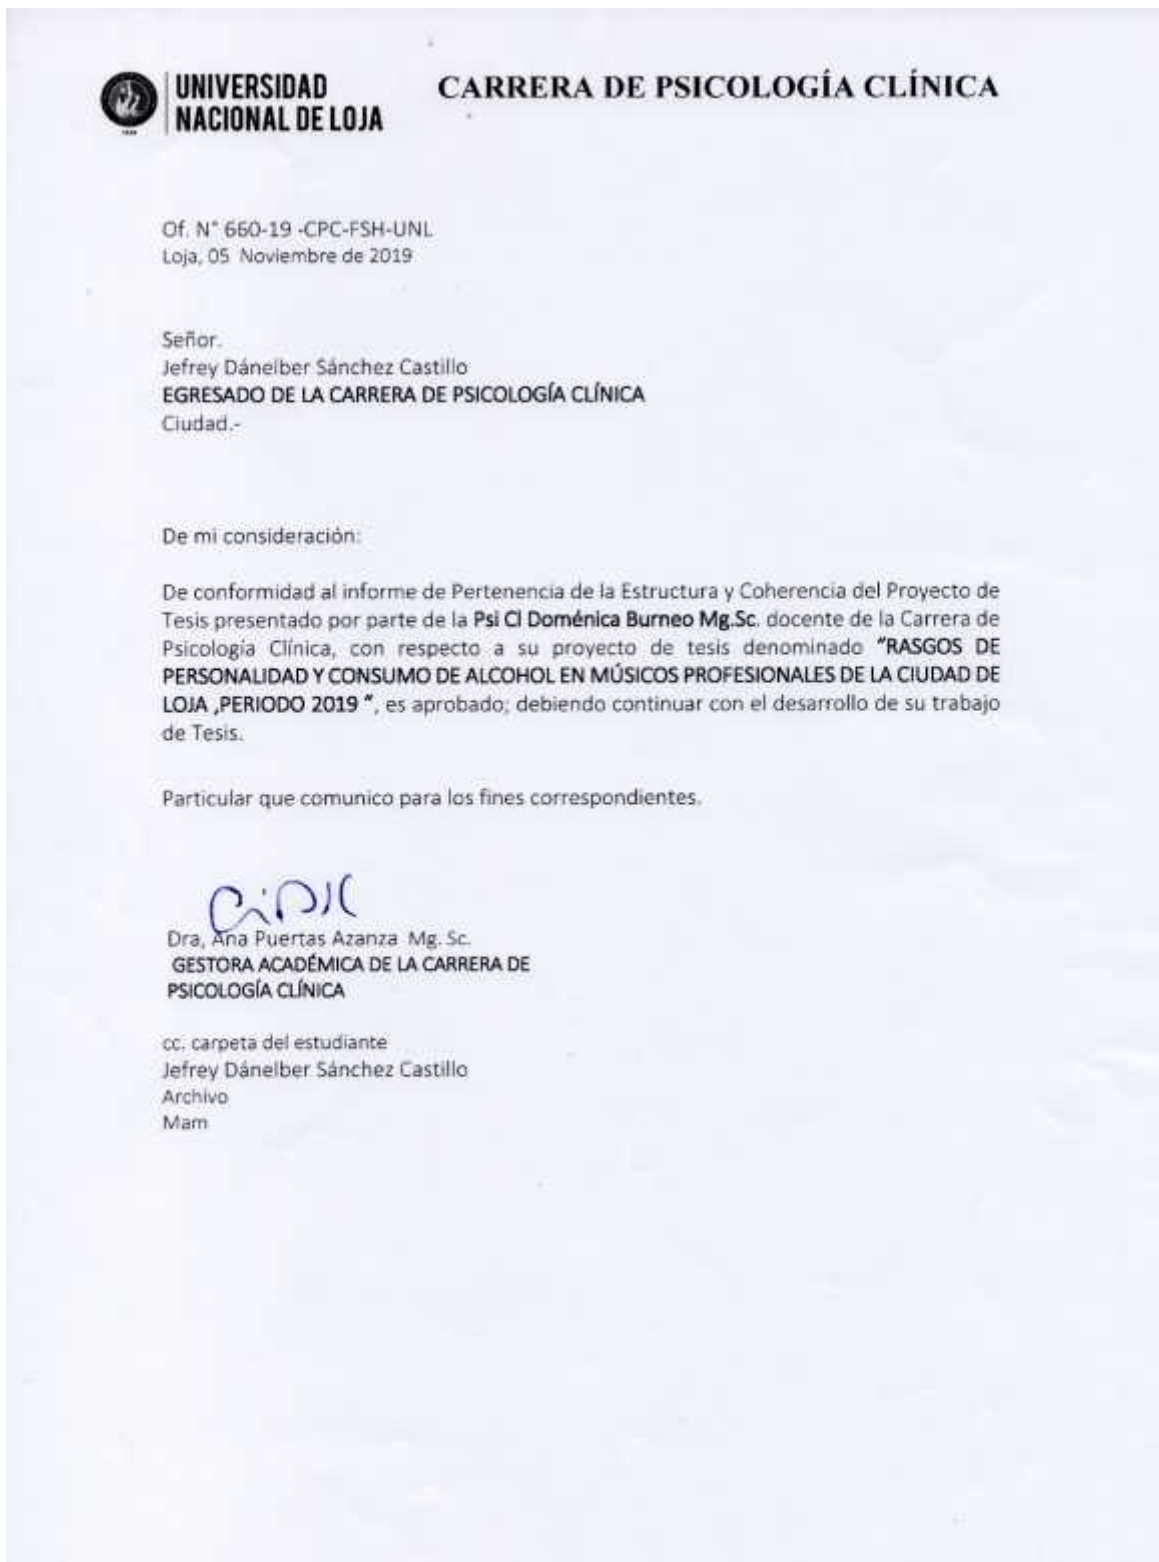 UNIVERSIDAD
NACIONAL DE LOJA
CARRERA DE PSICOLOGÍA CLÍNICA
Of. N° 660-19 -CPC-FSH-UNL
Loja, 05 Noviembre de 2019
Señor.
Jefrey Dánelber Sánchez Castillo
EGRESADO DE LA CARRERA DE PSICOLOGÍA CLÍNICA
Ciudad.-
De mi consideración:
De conformidad al informe de Pertenencia de la Estructura y Coherencia del Proyecto de
Tesis presentado por parte de la Psi Cl Doménica Burneo Mg.Sc. docente de la Carrera de
Psicología Clínica, con respecto a su proyecto de tesis denominado "RASGOS DE
PERSONALIDAD Y CONSUMO DE ALCOHOL EN MÚSICOS PROFESIONALES DE LA CIUDAD DE
LOJA ,PERIODO 2019 ", es aprobado; debiendo continuar con el desarrollo de su trabajo
de Tesis.
Particular que comunico para los fines correspondientes.
Dra, Ana Puertas Azanza Mg. Sc.
GESTORA ACADÉMICA DE LA CARRERA DE
PSICOLOGÍA CLÍNICA
cc. carpeta del estudiante
Jefrey Dánelber Sánchez Castillo
Archivo
Mam